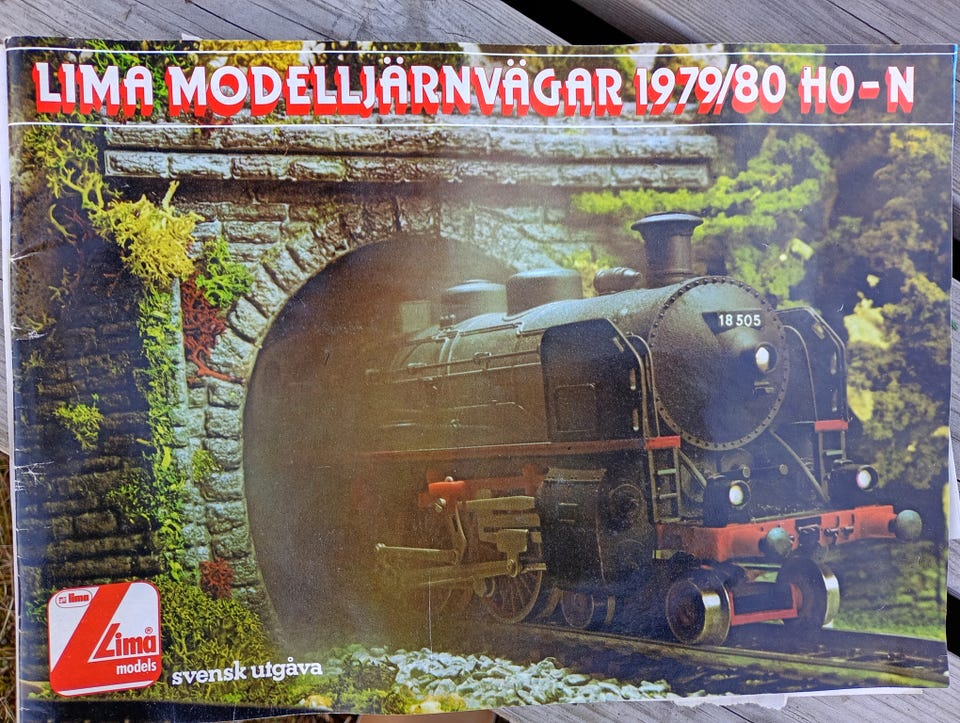 LIMA MODELLJÄRNVÄGAR 1979/80 HO-N
18 505
lima
Lima®
models
svensk utgåva